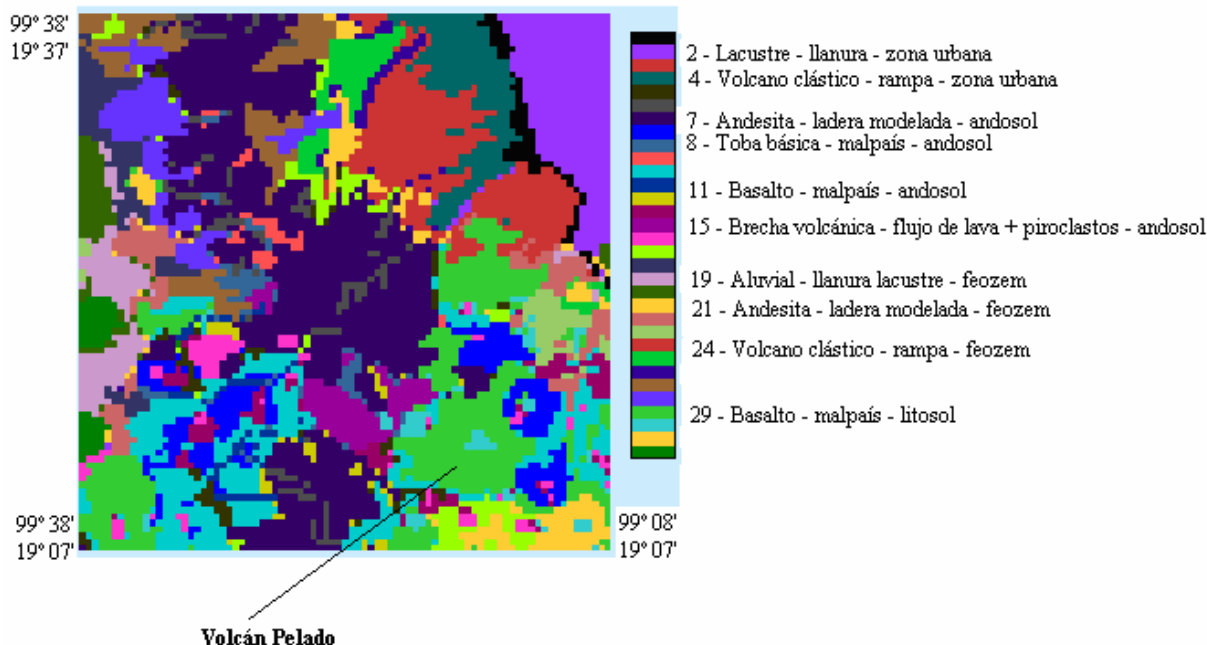 99° 38'
19° 37'
2 - Lacustre - llanura - zona urbana
4 - Volcano clástico - rampa - zona urbana
7 - Andesita - ladera modelada - andosol
8 - Toba básica - malpaís - andosol
11 - Basalto - malpaís - andosol
15 - Brecha volcánica - flujo de lava + piroclastos - andosol
19 - Aluvial - llanura lacustre - feozem
21 - Andesita - ladera modelada - feozem
24 - Volcano clástico - rampa - feozem
29 - Basalto - malpaís - litosol
99° 38'
19° 07'
99° 08'
19° 07'
Volcán Pelado